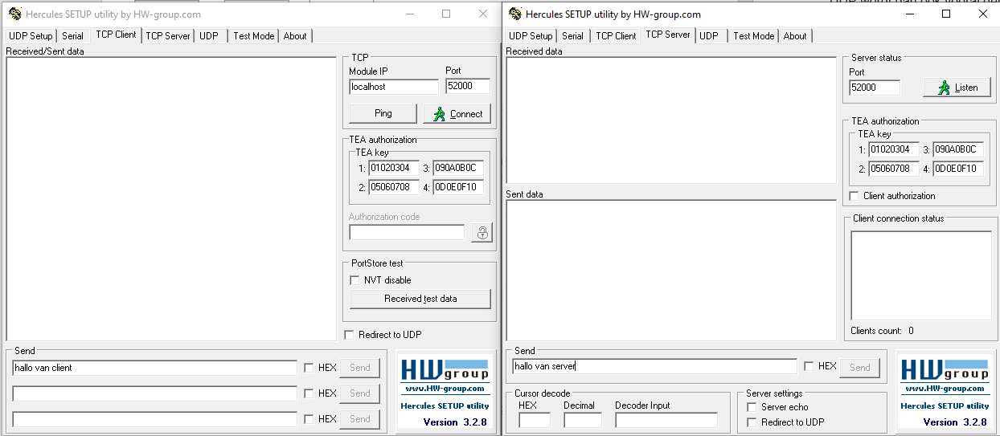 Hercules SETUP utility by HW-group.com
UDP Setup Serial TCP Client TCP Server UDP Test Mode About
Received/Sent data
TCP
Module IP Port
localhost 52000
Ping Connect
TEA authorization
TEA key
1: 01020304 3: 090A0B0C
2: 05060708 4: 0D0E0F10
Authorization code
PortStore test
NVT disable
Received test data
Redirect to UDP
Send
hallo van client HEX Send
HEX Send
HEX Send
HW group
www.HW-group.com
Hercules SETUP utility
Version 3.2.8
Hercules SETUP utility by HW-group.com
UDP Setup Serial TCP Client TCP Server UDP Test Mode About
Received data
Server status
Port
52000 Listen
TEA authorization
TEA key
1: 01020304 3: 090A0B0C
2: 05060708 4: 0D0E0F10
Client authorization
Sent data
Client connection status
Clients count: 0
Send
hallo van server HEX Send
Cursor decode
HEX Decimal Decoder Input
Server settings
Server echo
Redirect to UDP
HW group
www.HW-group.com
Hercules SETUP utility
Version 3.2.8